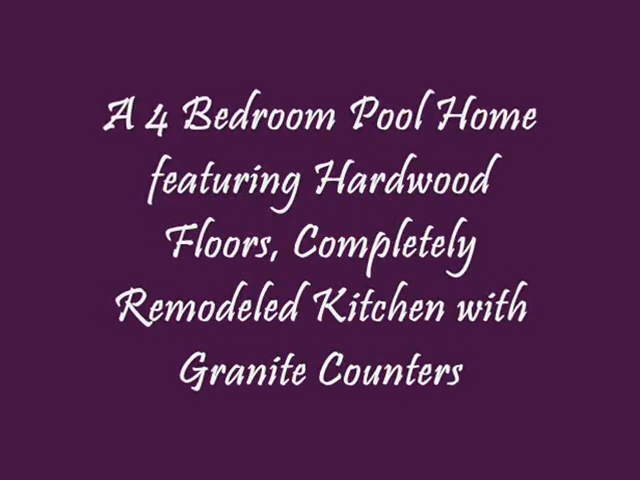 A 4 Bedroom Pool Home
featuring Hardwood
Floors, Completely
Remodeled Kitchen with
Granite Counters